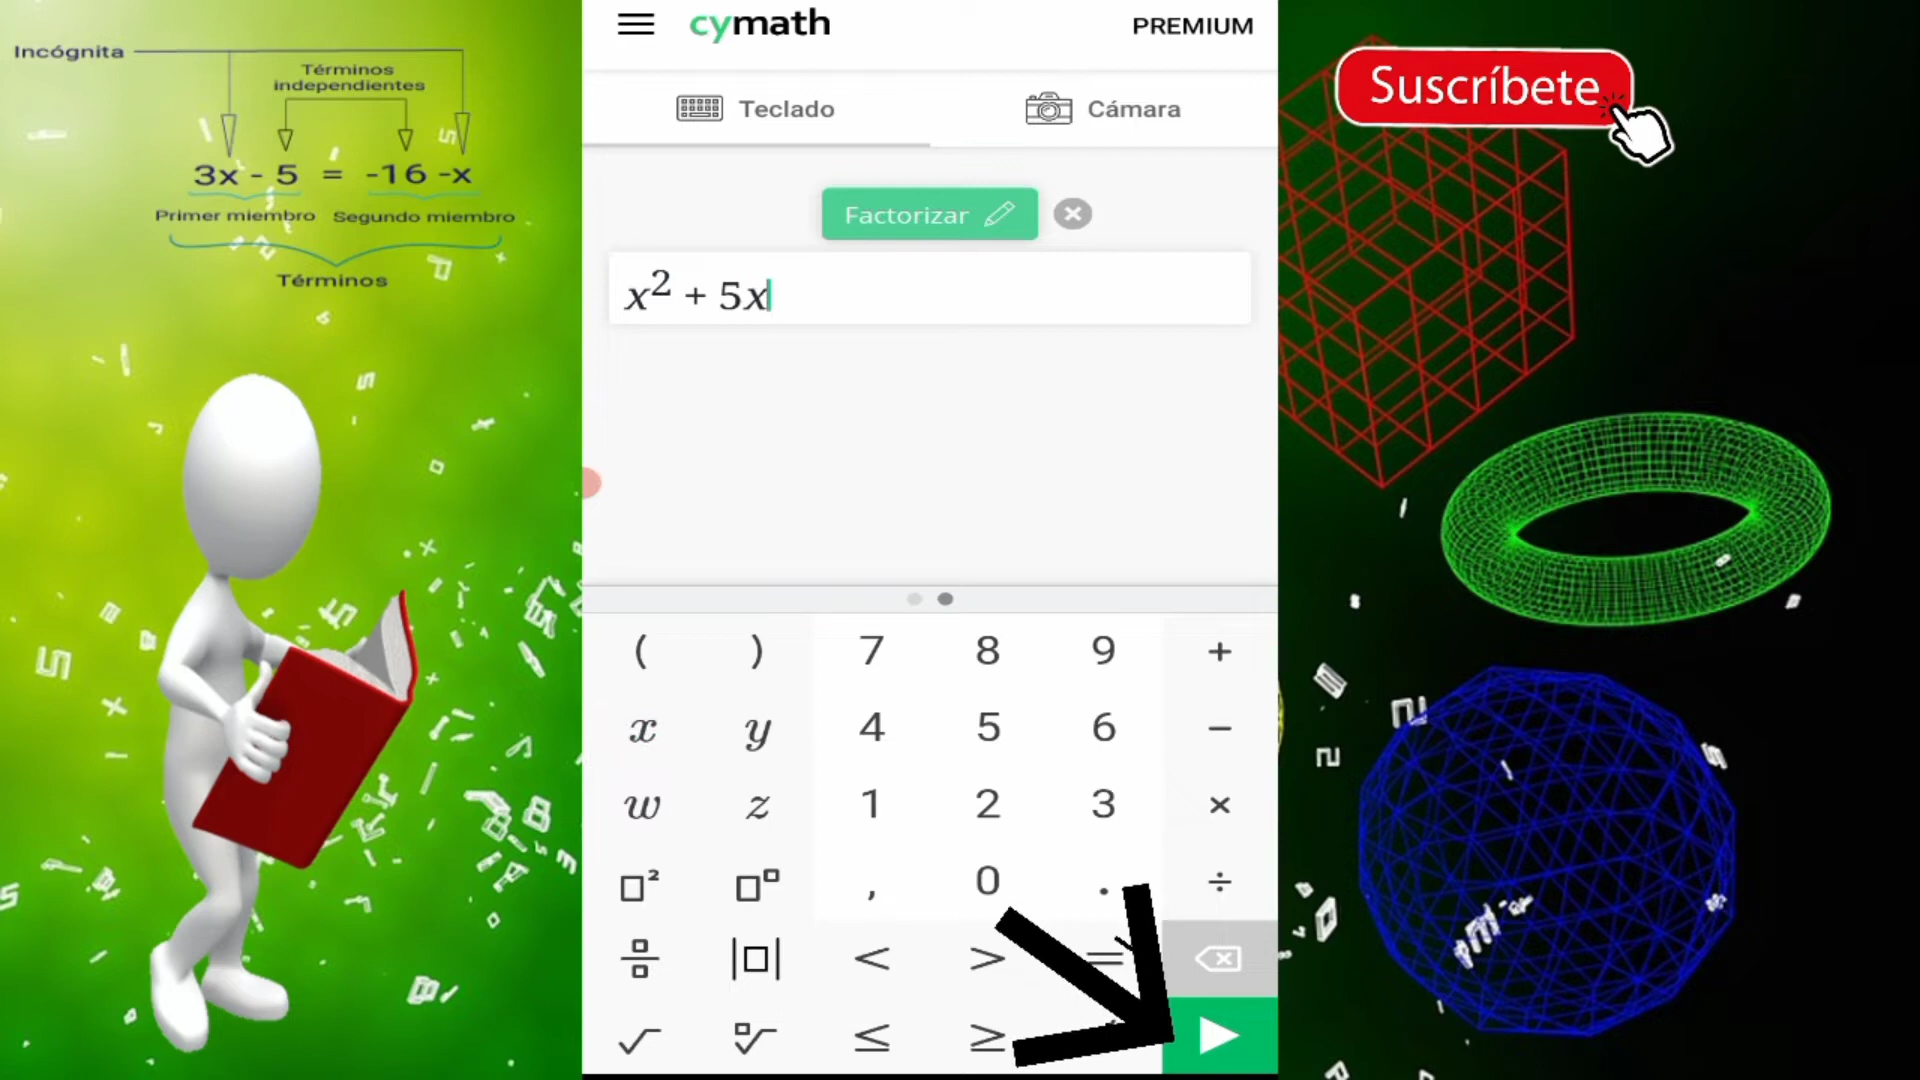 Incógnita
Términos
independientes
3x - 5 = -16 -x
Primer miembro Segundo miembro
Términos
cymath
PREMIUM
Teclado
Cámara
Factorizar
x² + 5x
( ) 7 8 9 +
x y 4 5 6 −
w z 1 2 3 ×
□² □□ , 0 . ÷
|□| < > =
√ ≤ ≥
Suscríbete